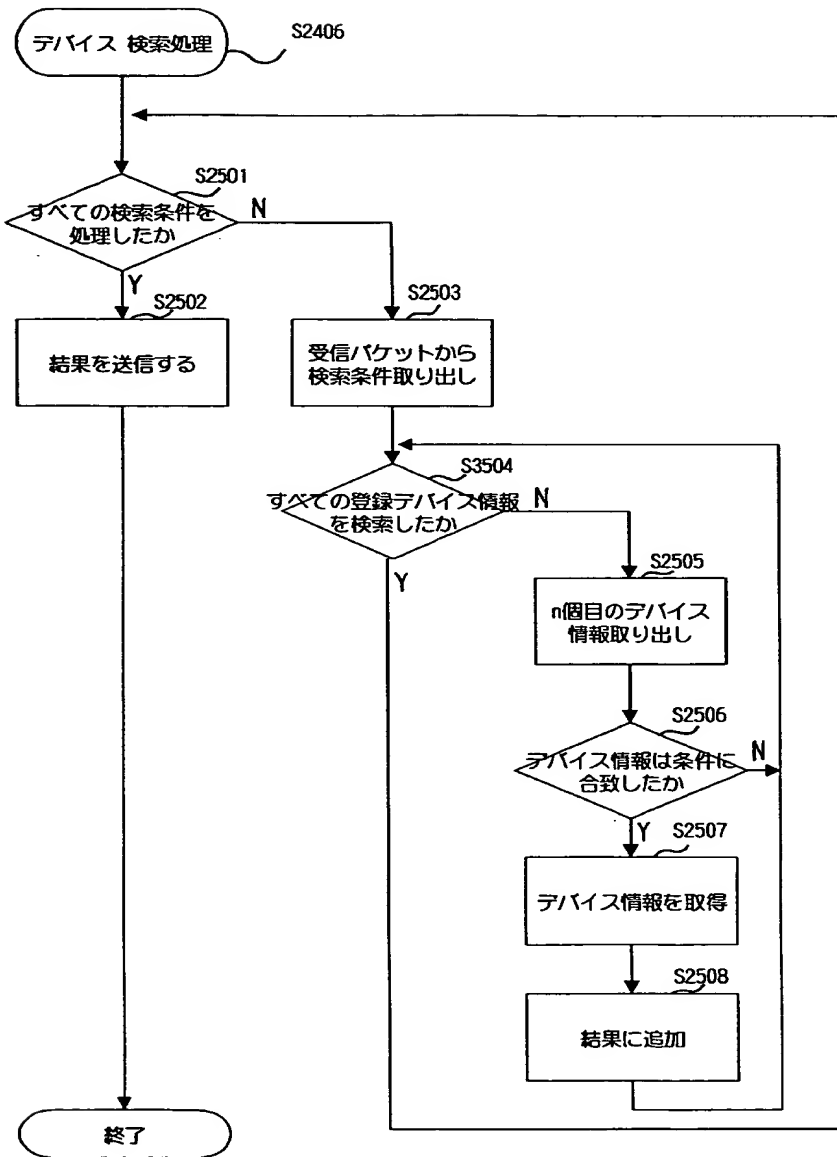 デバイス 検索処理
S2406
S2501
すべての検索条件を
処理したか
N
Y
S2502
結果を送信する
S2503
受信パケットから
検索条件取り出し
S3504
すべての登録デバイス情報
を検索したか
N
Y
S2505
n個目のデバイス
情報取り出し
S2506
デバイス情報は条件に
合致したか
N
Y
S2507
デバイス情報を取得
S2508
結果に追加
終了